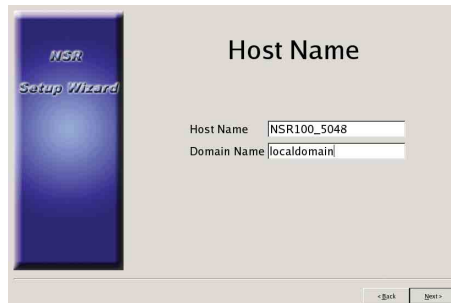 NSR
Setup Wizard
Host Name
Host Name NSR100_5048
Domain Name localdomain
< Back Next >